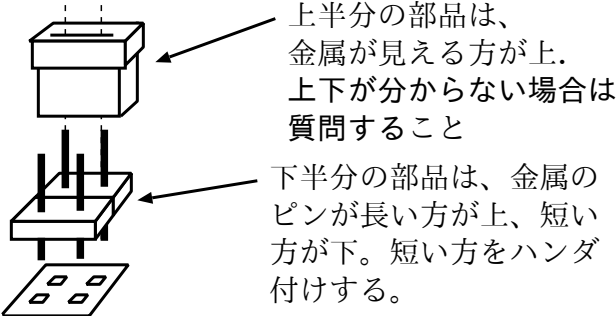 上半分の部品は、
金属が見える方が上.
上下が分からない場合は
質問すること
下半分の部品は、金属の
ピンが長い方が上、短い
方が下。短い方をハンダ
付けする。